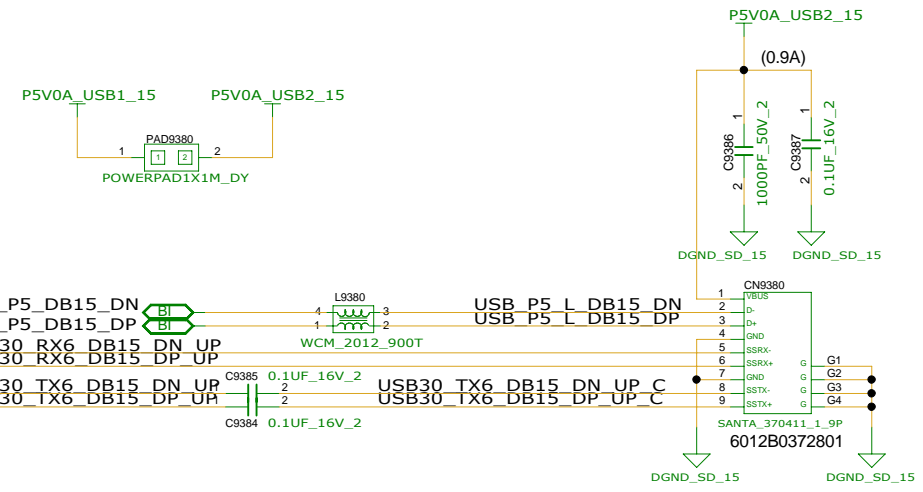 P5V0A_USB2_15
(0.9A)
P5V0A_USB1_15
P5V0A_USB2_15
PAD9380
1
1
2
2
POWERPAD1X1M_DY
1
C9386
2
1000PF_50V_2
1
C9387
2
0.1UF_16V_2
DGND_SD_15
DGND_SD_15
CN9380
L9380
_P5_DB15_DN
BI
4
3
USB_P5_L_DB15_DN
_P5_DB15_DP
BI
1
2
USB_P5_L_DB15_DP
WCM_2012_900T
30_RX6_DB15_DN_UP
30_RX6_DB15_DP_UP
30_TX6_DB15_DN_UP
1
C9385
0.1UF_16V_2
2
USB30_TX6_DB15_DN_UP_C
30_TX6_DB15_DP_UP
1
2
USB30_TX6_DB15_DP_UP_C
C9384
0.1UF_16V_2
1
VBUS
2
D-
3
D+
4
GND
5
SSRX-
6
SSRX+
G
G1
7
GND
G
G2
8
SSTX-
G
G3
9
SSTX+
G
G4
SANTA_370411_1_9P
6012B0372801
DGND_SD_15
DGND_SD_15